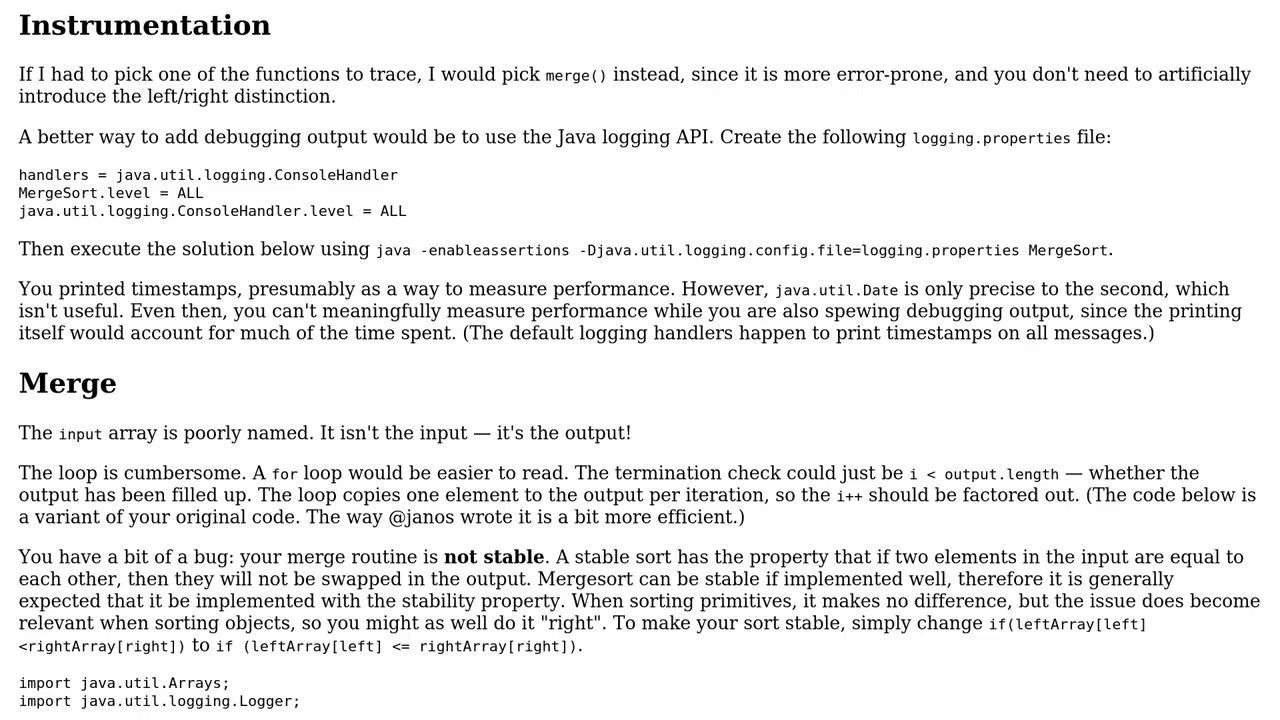 Instrumentation
If I had to pick one of the functions to trace, I would pick merge() instead, since it is more error-prone, and you don't need to artificially
introduce the left/right distinction.
A better way to add debugging output would be to use the Java logging API. Create the following logging.properties file:
handlers = java.util.logging.ConsoleHandler
MergeSort.level = ALL
java.util.logging.ConsoleHandler.level = ALL
Then execute the solution below using java -enableassertions -Djava.util.logging.config.file=logging.properties MergeSort.
You printed timestamps, presumably as a way to measure performance. However, java.util.Date is only precise to the second, which
isn't useful. Even then, you can't meaningfully measure performance while you are also spewing debugging output, since the printing
itself would account for much of the time spent. (The default logging handlers happen to print timestamps on all messages.)
Merge
The input array is poorly named. It isn't the input — it's the output!
The loop is cumbersome. A for loop would be easier to read. The termination check could just be i < output.length — whether the
output has been filled up. The loop copies one element to the output per iteration, so the i++ should be factored out. (The code below is
a variant of your original code. The way @janos wrote it is a bit more efficient.)
You have a bit of a bug: your merge routine is not stable. A stable sort has the property that if two elements in the input are equal to
each other, then they will not be swapped in the output. Mergesort can be stable if implemented well, therefore it is generally
expected that it be implemented with the stability property. When sorting primitives, it makes no difference, but the issue does become
relevant when sorting objects, so you might as well do it "right". To make your sort stable, simply change if(leftArray[left]
<rightArray[right]) to if (leftArray[left] <= rightArray[right]).
import java.util.Arrays;
import java.util.logging.Logger;